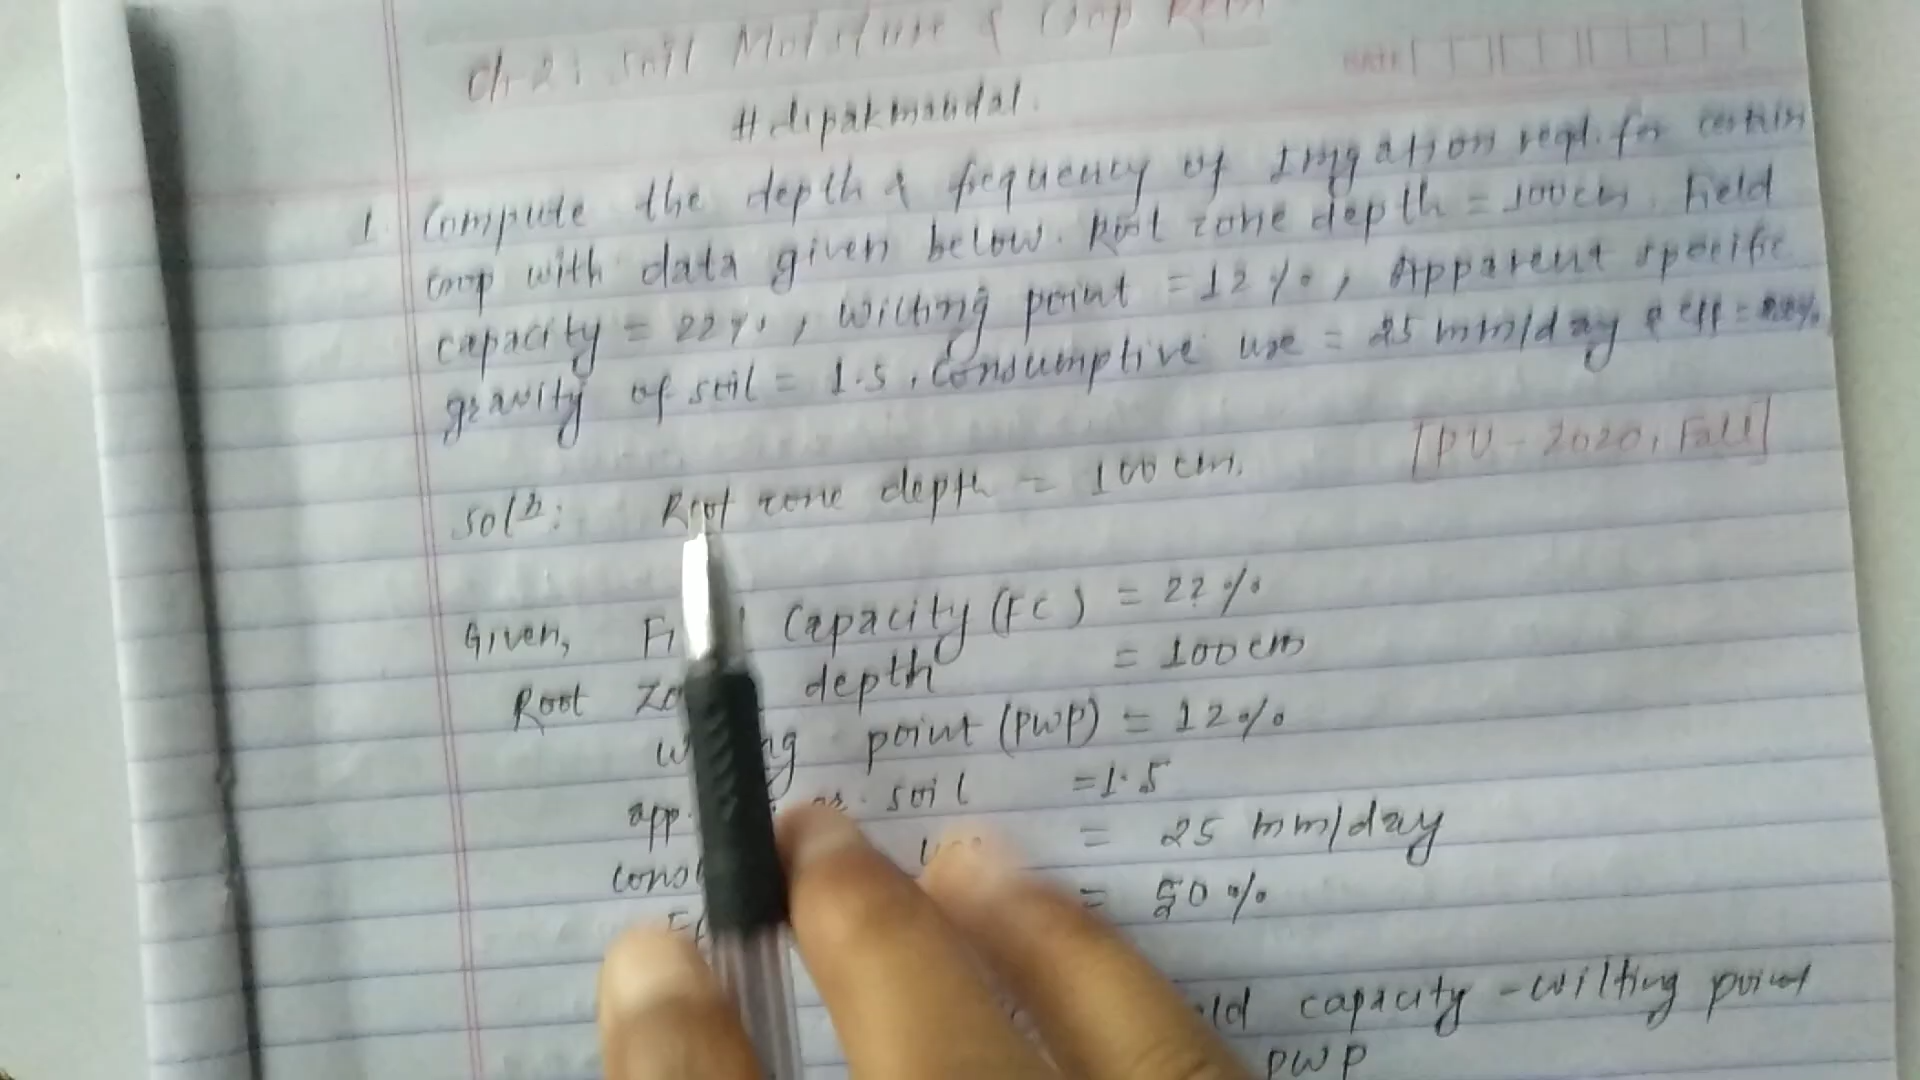 Ch-2: Soil Moisture & Crop
DATE
#dipakmandal.
1. Compute the depth & frequency of Irrigation reqd. for certain
crop with data given below. Root zone depth = 100cm. Field
capacity = 22%, wilting point = 12%, Apparent specific
gravity of soil = 1.5, Consumptive use = 25 mm/day & eff =
[PU - 2020, Fall]
Soln: Root zone depth = 100 cm.
Given, Capacity (FC) = 22%
Root depth = 100cm
point (PWP) = 12%
app. soil = 1.5
= 25 mm/day
= 50%
capacity - wilting point
PWP